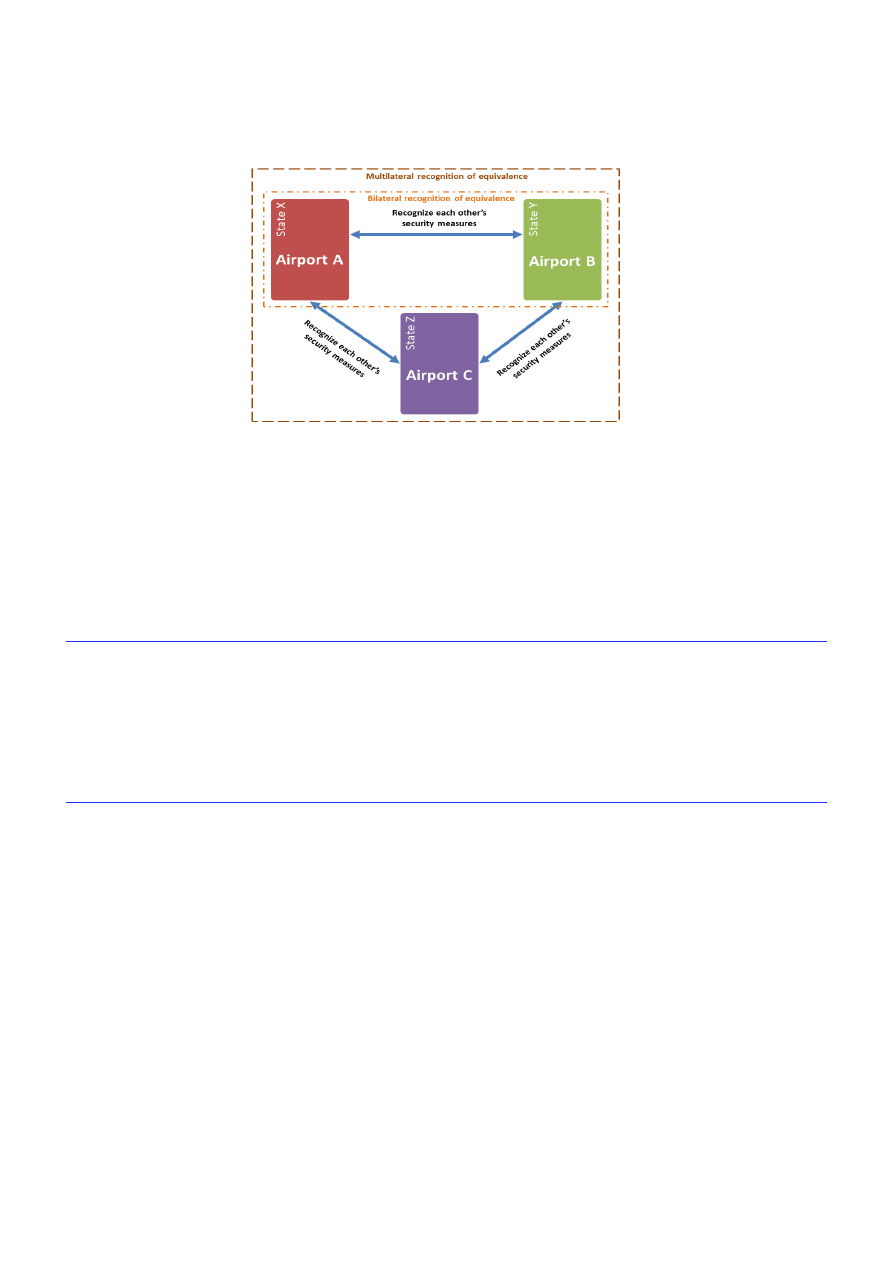 Multilateral recognition of equivalence
Bilateral recognition of equivalence
State X
Airport A
Recognize each other's
security measures
State Y
Airport B
Recognize each other's
security measures
State Z
Airport C
Recognize each other's
security measures